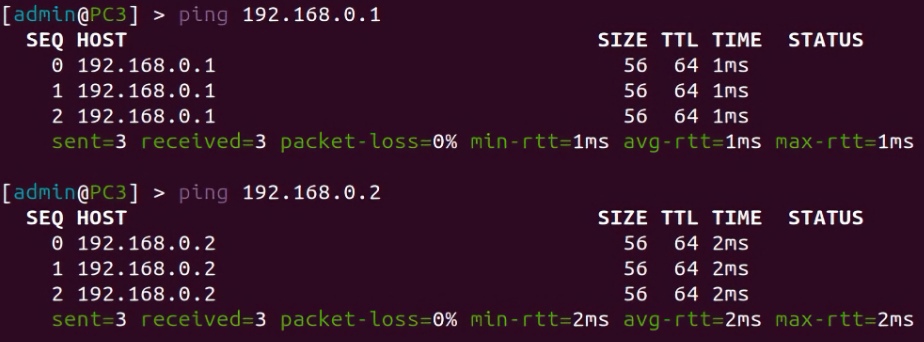 [admin@PC3] > ping 192.168.0.1
SEQ HOST SIZE TTL TIME STATUS
0 192.168.0.1 56 64 1ms
1 192.168.0.1 56 64 1ms
2 192.168.0.1 56 64 1ms
sent=3 received=3 packet-loss=0% min-rtt=1ms avg-rtt=1ms max-rtt=1ms
[admin@PC3] > ping 192.168.0.2
SEQ HOST SIZE TTL TIME STATUS
0 192.168.0.2 56 64 2ms
1 192.168.0.2 56 64 2ms
2 192.168.0.2 56 64 2ms
sent=3 received=3 packet-loss=0% min-rtt=2ms avg-rtt=2ms max-rtt=2ms